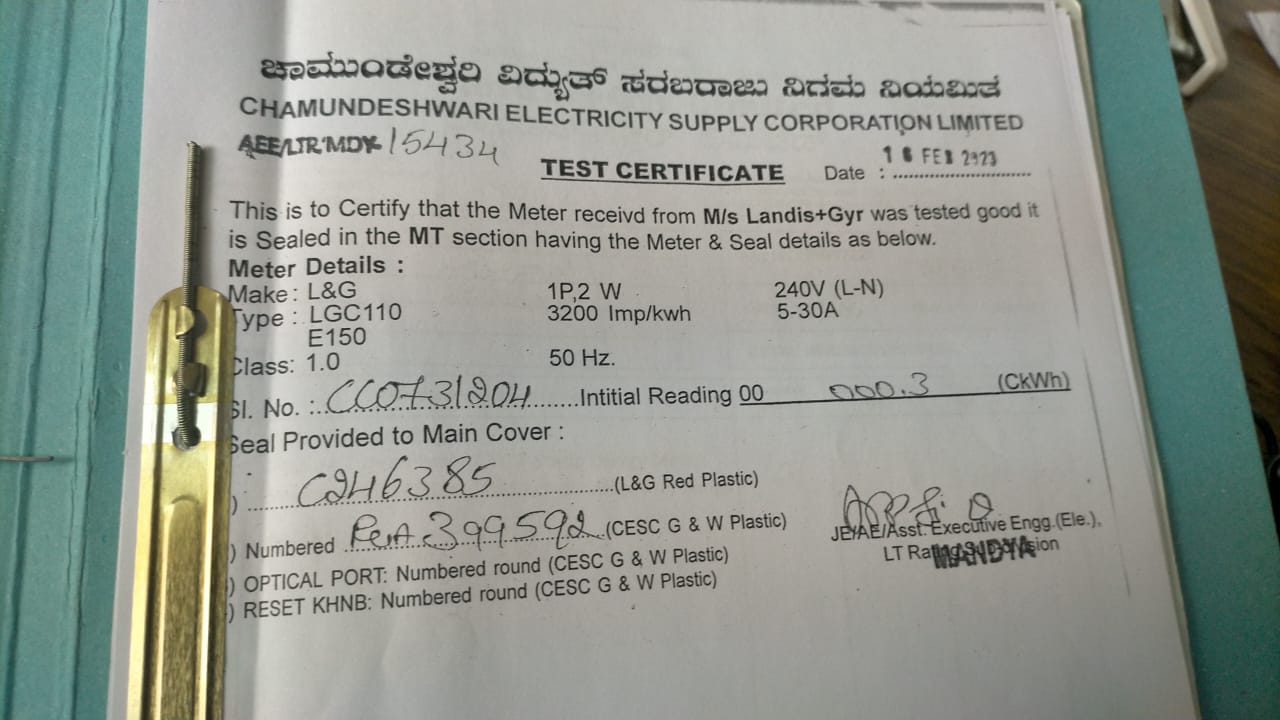 ಚಾಮುಂಡೇಶ್ವರಿ ವಿದ್ಯುತ್ ಸರಬರಾಜು ನಿಗಮ ನಿಯಮಿತ
CHAMUNDESHWARI ELECTRICITY SUPPLY CORPORATION LIMITED
AEE/LTR/MDY 15434
TEST CERTIFICATE Date : 16 FEB 2023
This is to Certify that the Meter receivd from M/s Landis+Gyr was tested good it
is Sealed in the MT section having the Meter & Seal details as below.
Meter Details :
Make : L&G 1P,2 W 240V (L-N)
Type : LGC110 3200 Imp/kwh 5-30A
E150
Class: 1.0 50 Hz.
Sl. No. : CC0731204 Intitial Reading 00 000.3 (CkWh)
Seal Provided to Main Cover :
) C246385 (L&G Red Plastic)
) Numbered 399592 (CESC G & W Plastic)
) OPTICAL PORT: Numbered round (CESC G & W Plastic)
) RESET KHNB: Numbered round (CESC G & W Plastic)
JE/AE/Asst. Executive Engg.(Ele.),
LT Rating
MANDYA